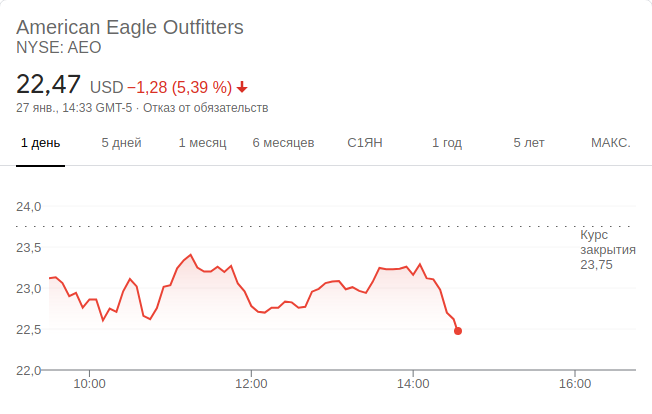 American Eagle Outfitters
NYSE: AEO
22,47 USD −1,28 (5,39 %)
27 янв., 14:33 GMT-5 · Отказ от обязательств
1 день 5 дней 1 месяц 6 месяцев С1ЯН 1 год 5 лет МАКС.
24,0
Курс
закрытия
23,75
23,5
23,0
22,5
22,0
10:00 12:00 14:00 16:00